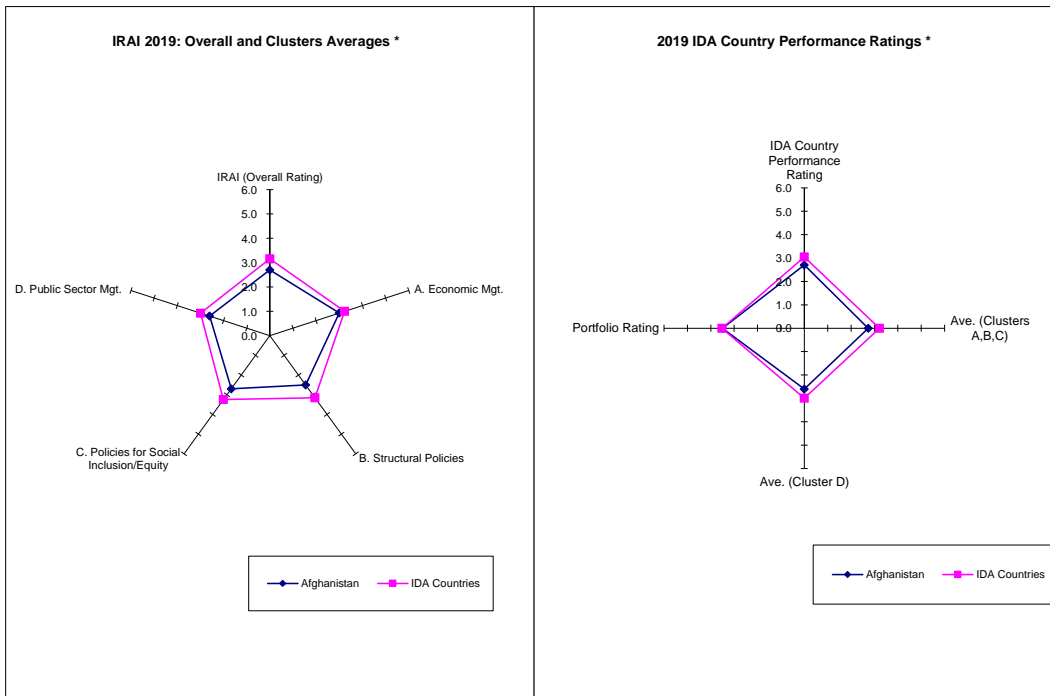 IRAI 2019: Overall and Clusters Averages *
IRAI (Overall Rating)
6.0
5.0
4.0
3.0
2.0
1.0
0.0
D. Public Sector Mgt.
A. Economic Mgt.
C. Policies for Social
Inclusion/Equity
B. Structural Policies
Afghanistan
IDA Countries
2019 IDA Country Performance Ratings *
IDA Country
Performance
Rating
6.0
5.0
4.0
3.0
2.0
1.0
0.0
Portfolio Rating
Ave. (Clusters
A,B,C)
Ave. (Cluster D)
Afghanistan
IDA Countries